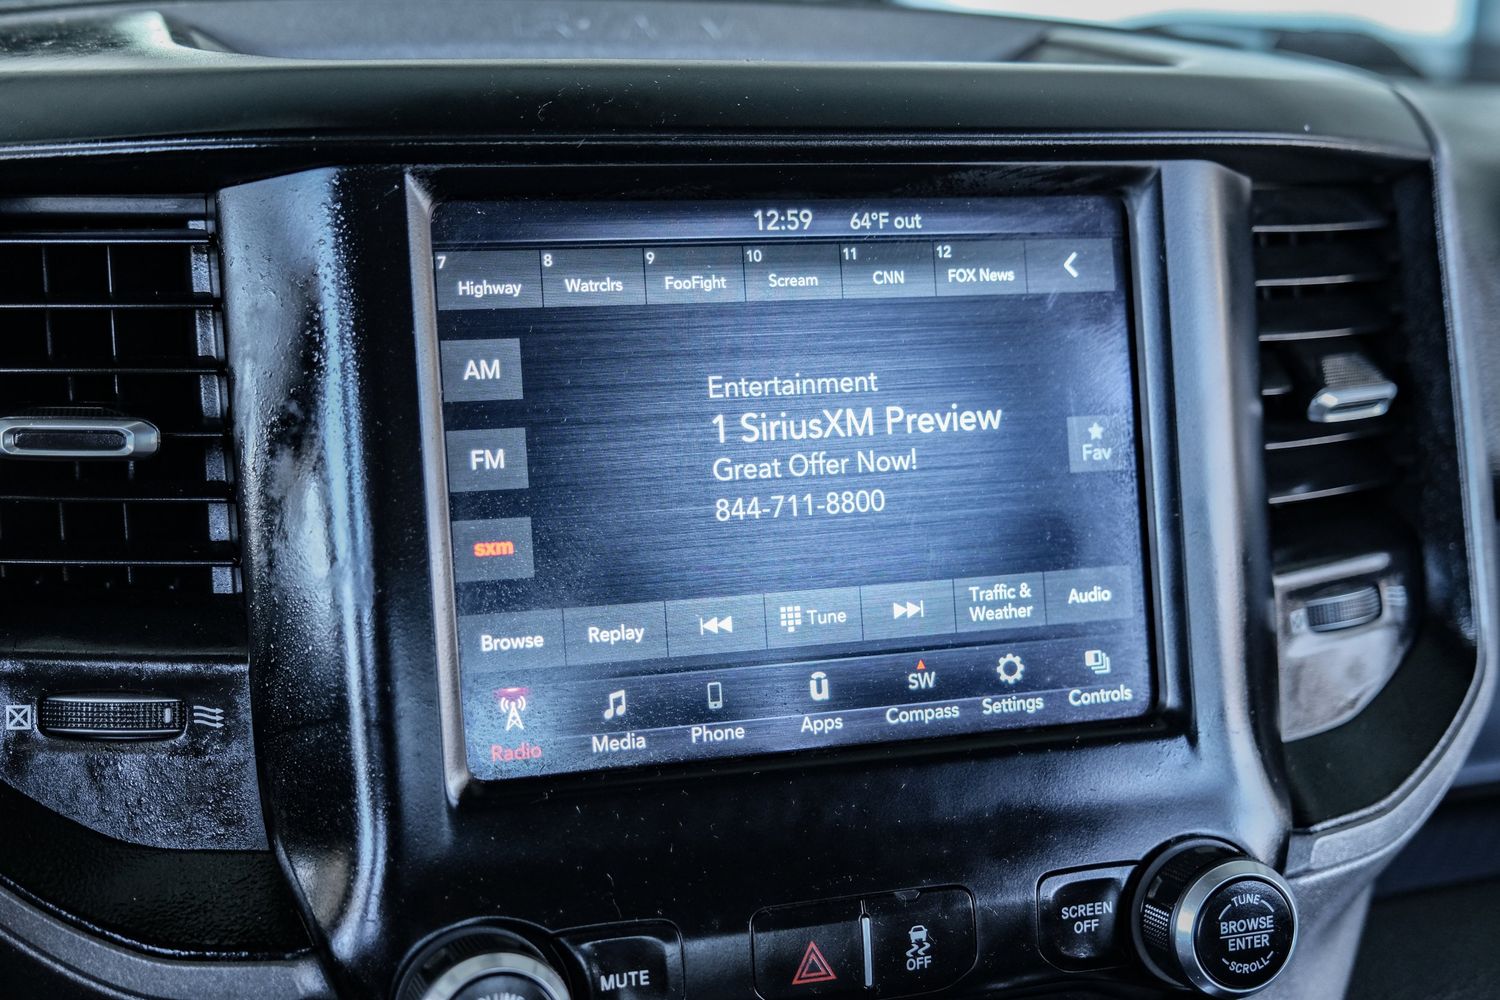 RAM
12:59 64°F out
7 Highway 8 Watrclrs 9 FooFight 10 Scream 11 CNN 12 FOX News
AM
FM
sxm
Entertainment
1 SiriusXM Preview
Great Offer Now!
844-711-8800
Fav
Browse Replay Tune Traffic & Weather Audio
SW
Radio Media Phone Apps Compass Settings Controls
MUTE
OFF
SCREEN
OFF
TUNE
BROWSE
ENTER
SCROLL